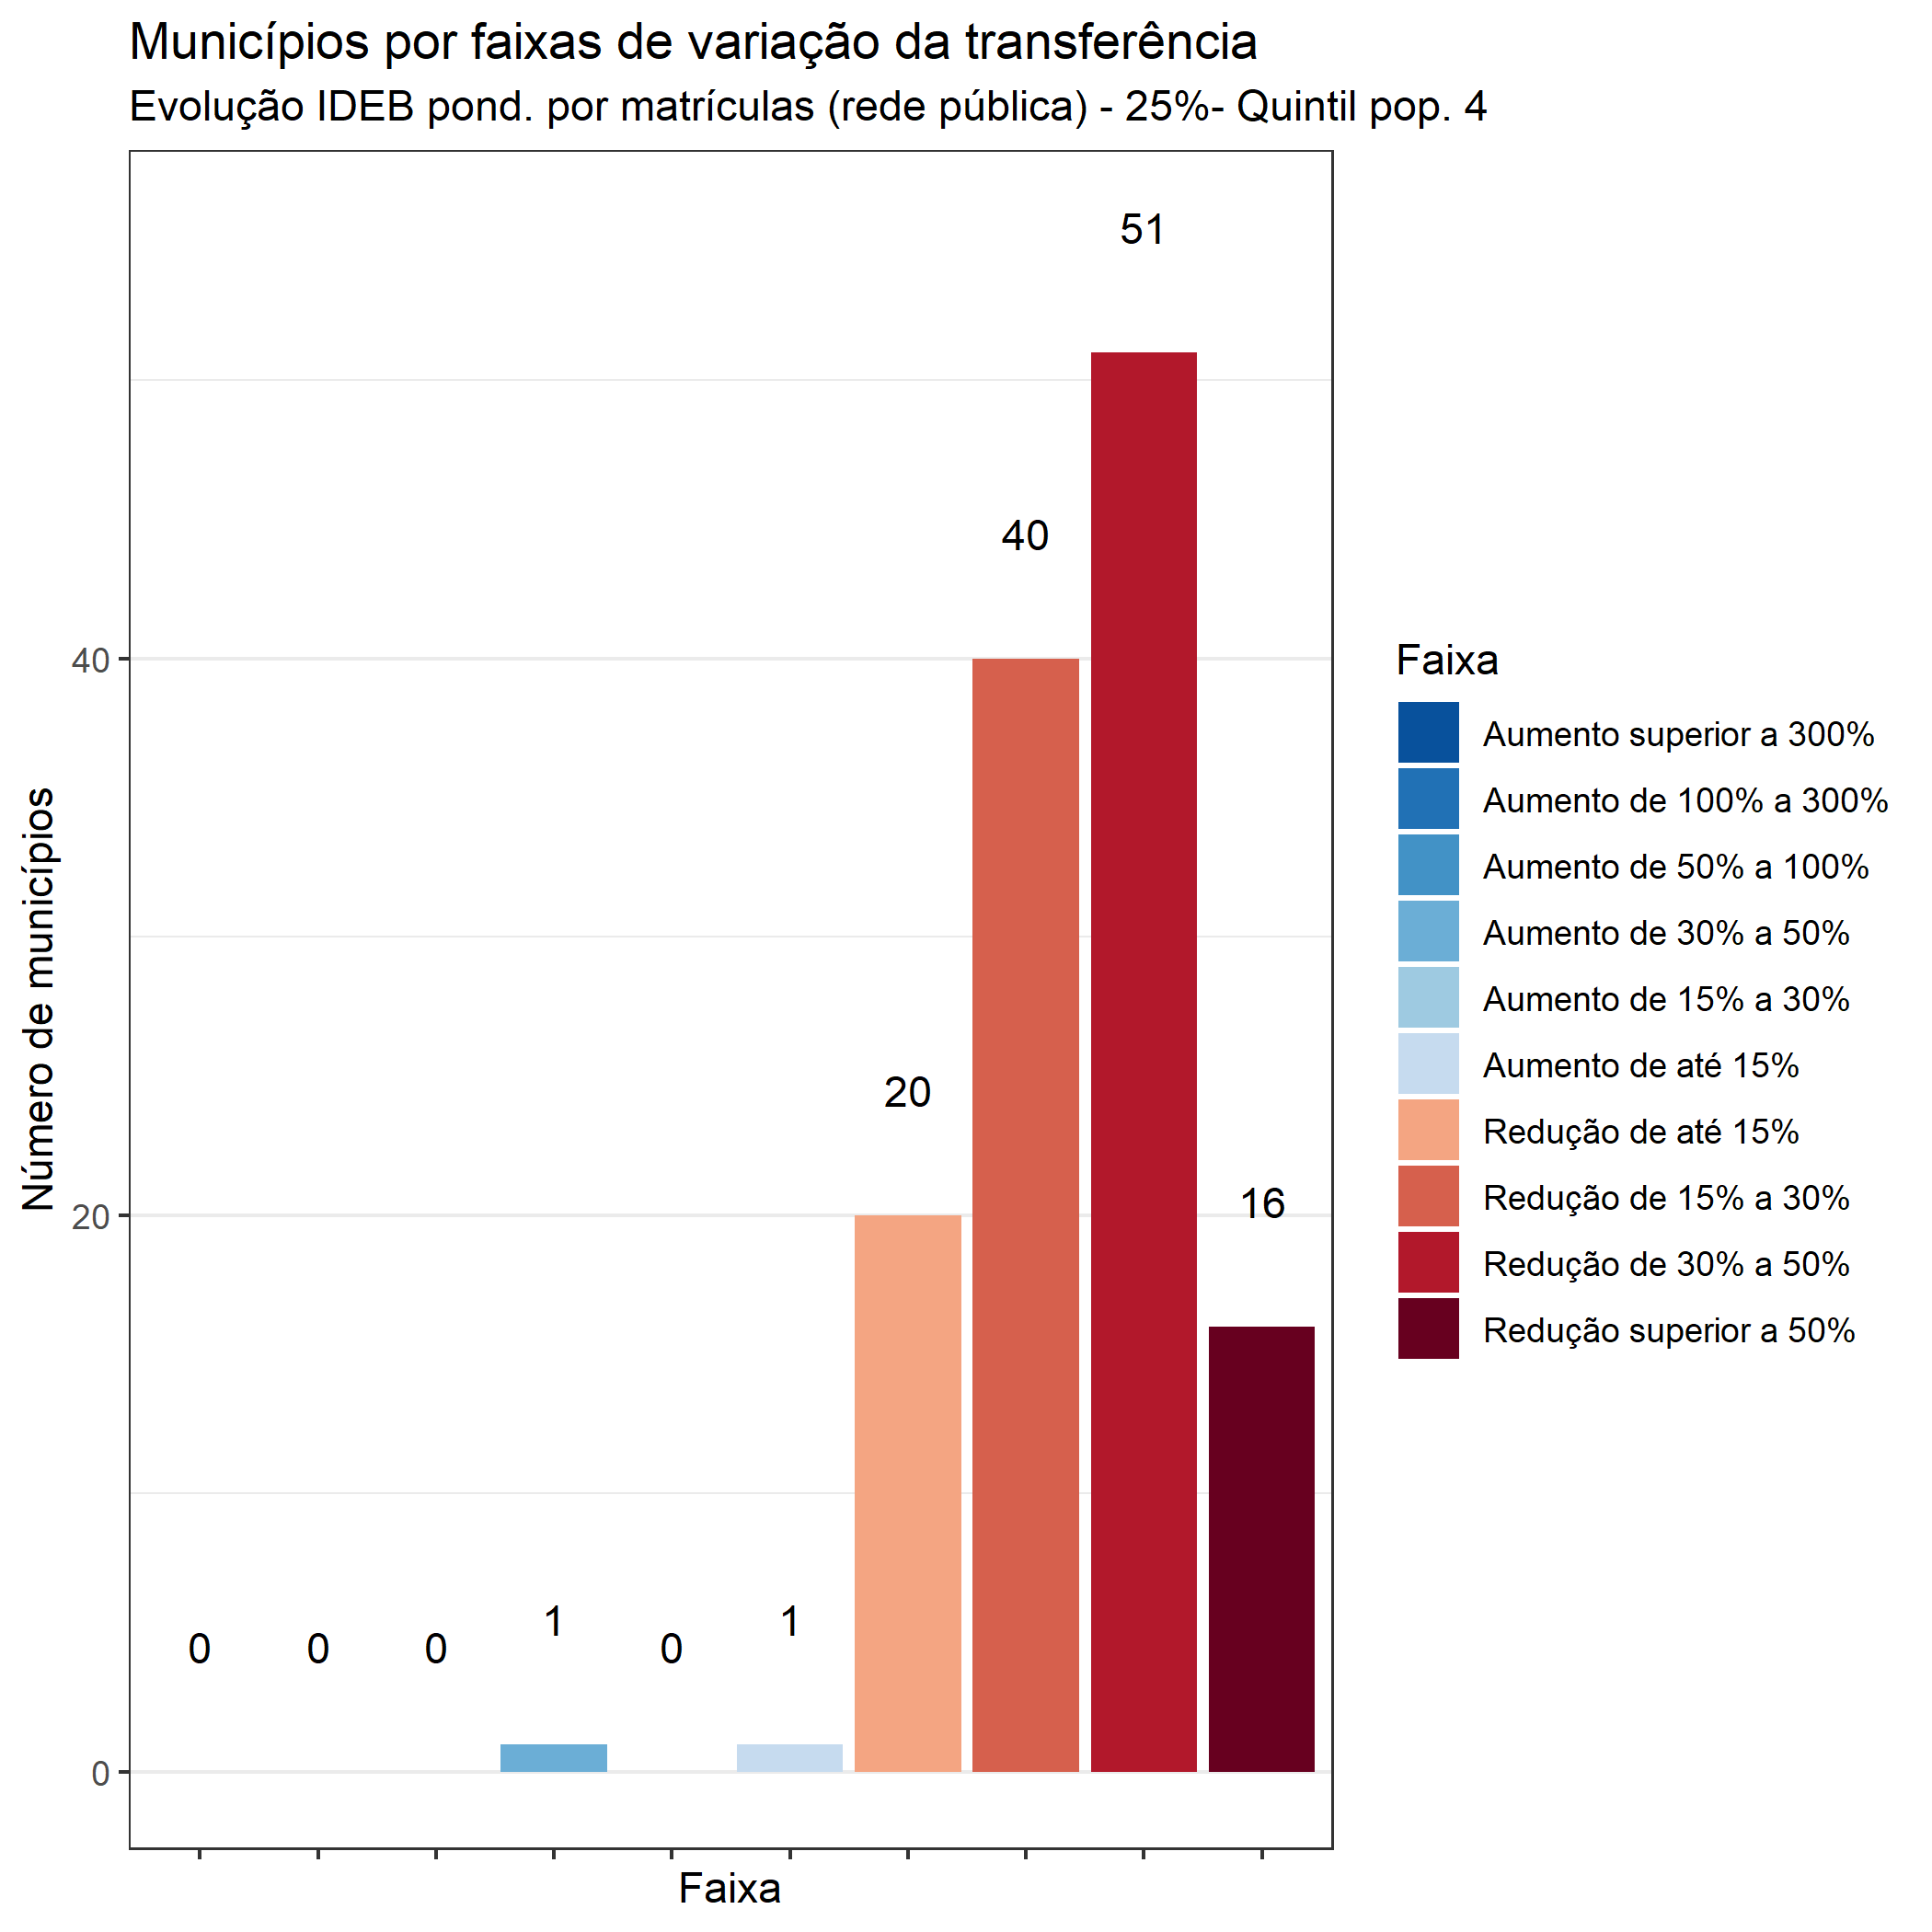 Municípios por faixas de variação da transferência
Evolução IDEB pond. por matrículas (rede pública) - 25%- Quintil pop. 4
51
40
20
16
1
1
0
0
0
0
40
20
0
Número de municípios
Faixa
Faixa
Aumento superior a 300%
Aumento de 100% a 300%
Aumento de 50% a 100%
Aumento de 30% a 50%
Aumento de 15% a 30%
Aumento de até 15%
Redução de até 15%
Redução de 15% a 30%
Redução de 30% a 50%
Redução superior a 50%